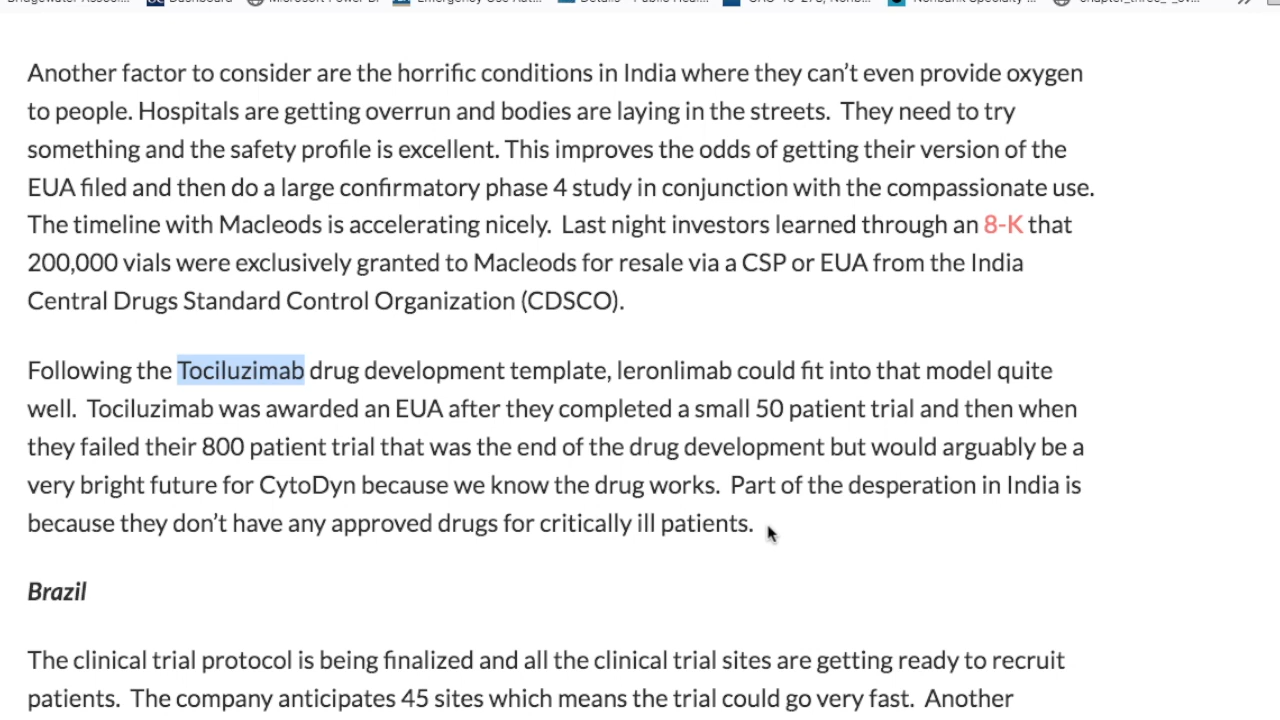 Dashboard
Another factor to consider are the horrific conditions in India where they can’t even provide oxygen
to people. Hospitals are getting overrun and bodies are laying in the streets.  They need to try
something and the safety profile is excellent. This improves the odds of getting their version of the
EUA filed and then do a large confirmatory phase 4 study in conjunction with the compassionate use.
The timeline with Macleods is accelerating nicely.  Last night investors learned through an 8-K that
200,000 vials were exclusively granted to Macleods for resale via a CSP or EUA from the India
Central Drugs Standard Control Organization (CDSCO).
Following the Tociluzimab drug development template, leronlimab could fit into that model quite
well.  Tociluzimab was awarded an EUA after they completed a small 50 patient trial and then when
they failed their 800 patient trial that was the end of the drug development but would arguably be a
very bright future for CytoDyn because we know the drug works.  Part of the desperation in India is
because they don’t have any approved drugs for critically ill patients.
Brazil
The clinical trial protocol is being finalized and all the clinical trial sites are getting ready to recruit
patients.  The company anticipates 45 sites which means the trial could go very fast.  Another